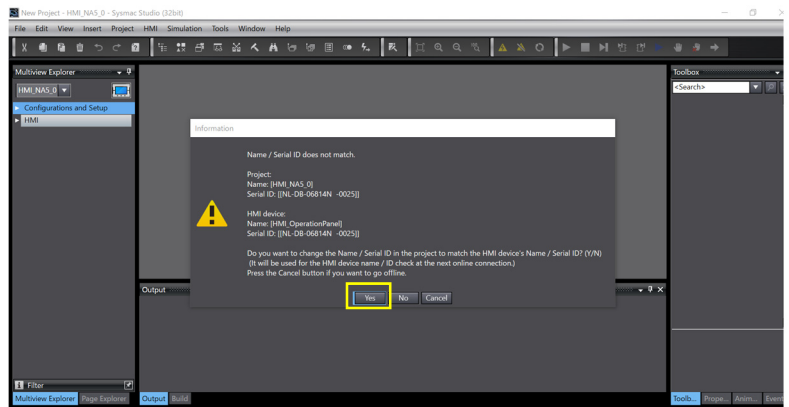 New Project - HMI_NA5_0 - Sysmac Studio (32bit)
File Edit View Insert Project HMI Simulation Tools Window Help
Multiview Explorer
Toolbox
HMI_NA5_0
<Search>
Configurations and Setup
HMI
Information
Name / Serial ID does not match.
Project:
Name: [HMI_NA5_0]
Serial ID: [[NL-DB-06814N -0025]]
HMI device:
Name: [HMI_OperationPanel]
Serial ID: [[NL-DB-06814N -0025]]
Do you want to change the Name / Serial ID in the project to match the HMI device's Name / Serial ID? (Y/N)
(It will be used for the HMI device name / ID check at the next online connection.)
Press the Cancel button if you want to go offline.
Output
Yes No Cancel
Filter
Multiview Explorer Page Explorer Output Build Toolb... Prope... Anim... Event